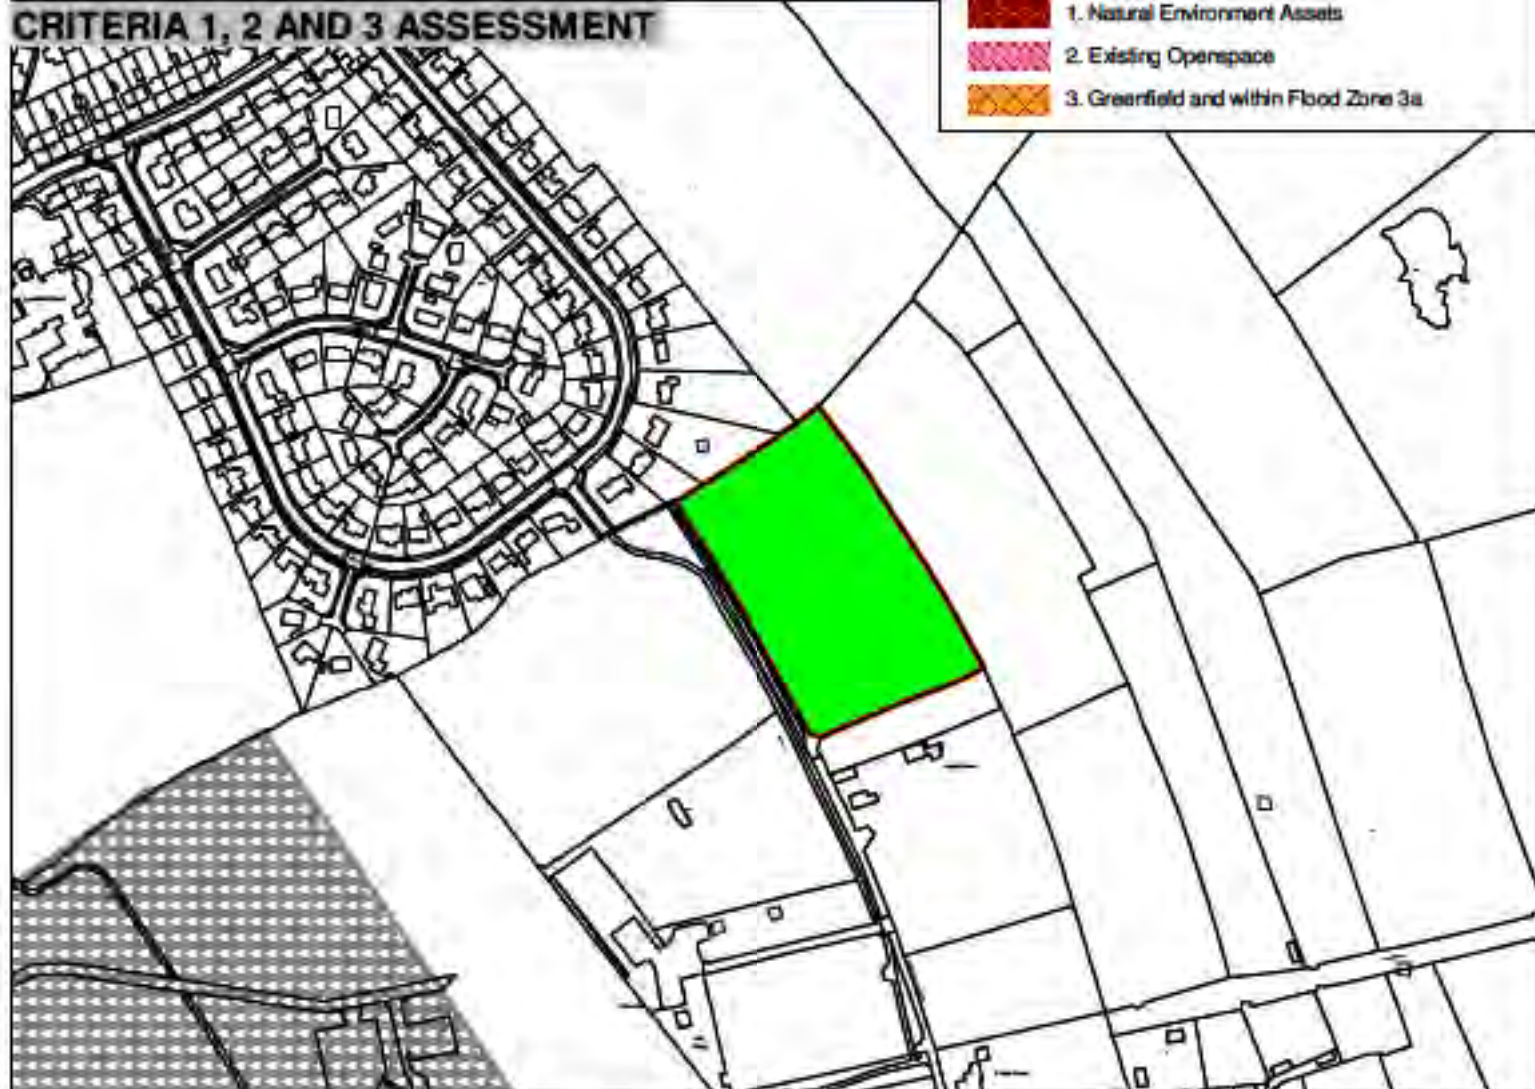 CRITERIA 1, 2 AND 3 ASSESSMENT
1. Natural Environment Assets
2. Existing Openspace
3. Greenfield and within Flood Zone 3a